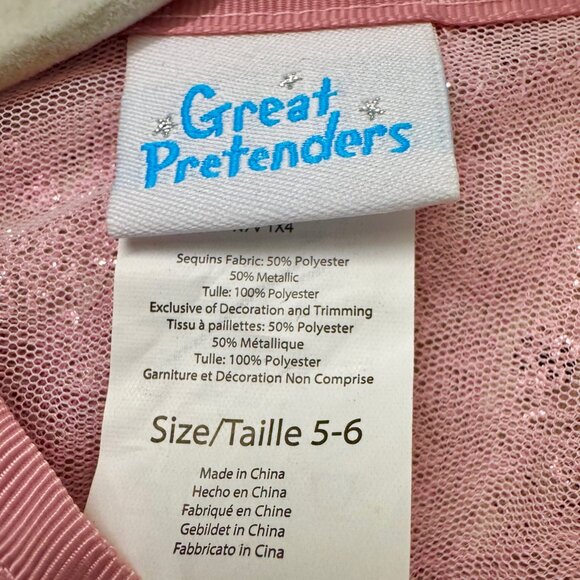 Great
Pretenders
Sequins Fabric: 50% Polyester
50% Metallic
Tulle: 100% Polyester
Exclusive of Decoration and Trimming
Tissu à paillettes: 50% Polyester
50% Métallique
Tulle: 100% Polyester
Garniture et Décoration Non Comprise
Size/Taille 5-6
Made in China
Hecho en China
Fabriqué en Chine
Gebildet in China
Fabbricato in Cina